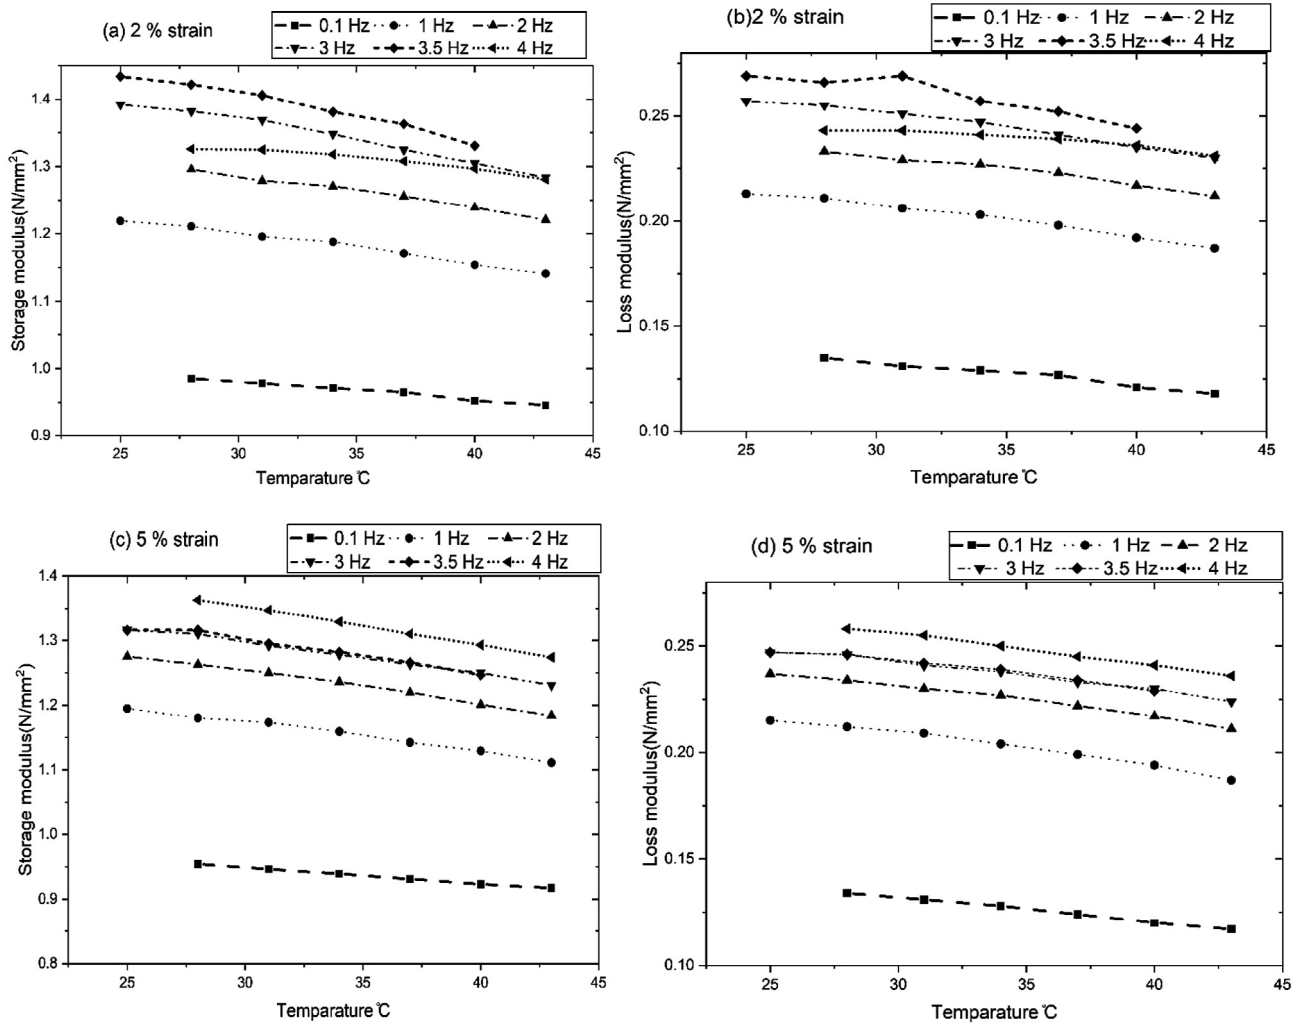 (a) 2 % strain
0.1 Hz 1 Hz 2 Hz
3 Hz 3.5 Hz 4 Hz
Storage modulus(N/mm²)
1.4
1.3
1.2
1.1
1.0
0.9
25 30 35 40 45
Temparature ℃
(b)2 % strain
0.1 Hz 1 Hz 2 Hz
3 Hz 3.5 Hz 4 Hz
Loss modulus(N/mm²)
0.25
0.20
0.15
0.10
25 30 35 40 45
Temparature ℃
(c) 5 % strain
0.1 Hz 1 Hz 2 Hz
3 Hz 3.5 Hz 4 Hz
Storage modulus(N/mm²)
1.4
1.3
1.2
1.1
1.0
0.9
0.8
25 30 35 40 45
Temparature ℃
(d) 5 % strain
0.1 Hz 1 Hz 2 Hz
3 Hz 3.5 Hz 4 Hz
Loss modulus(N/mm²)
0.25
0.20
0.15
0.10
25 30 35 40 45
Temparature ℃